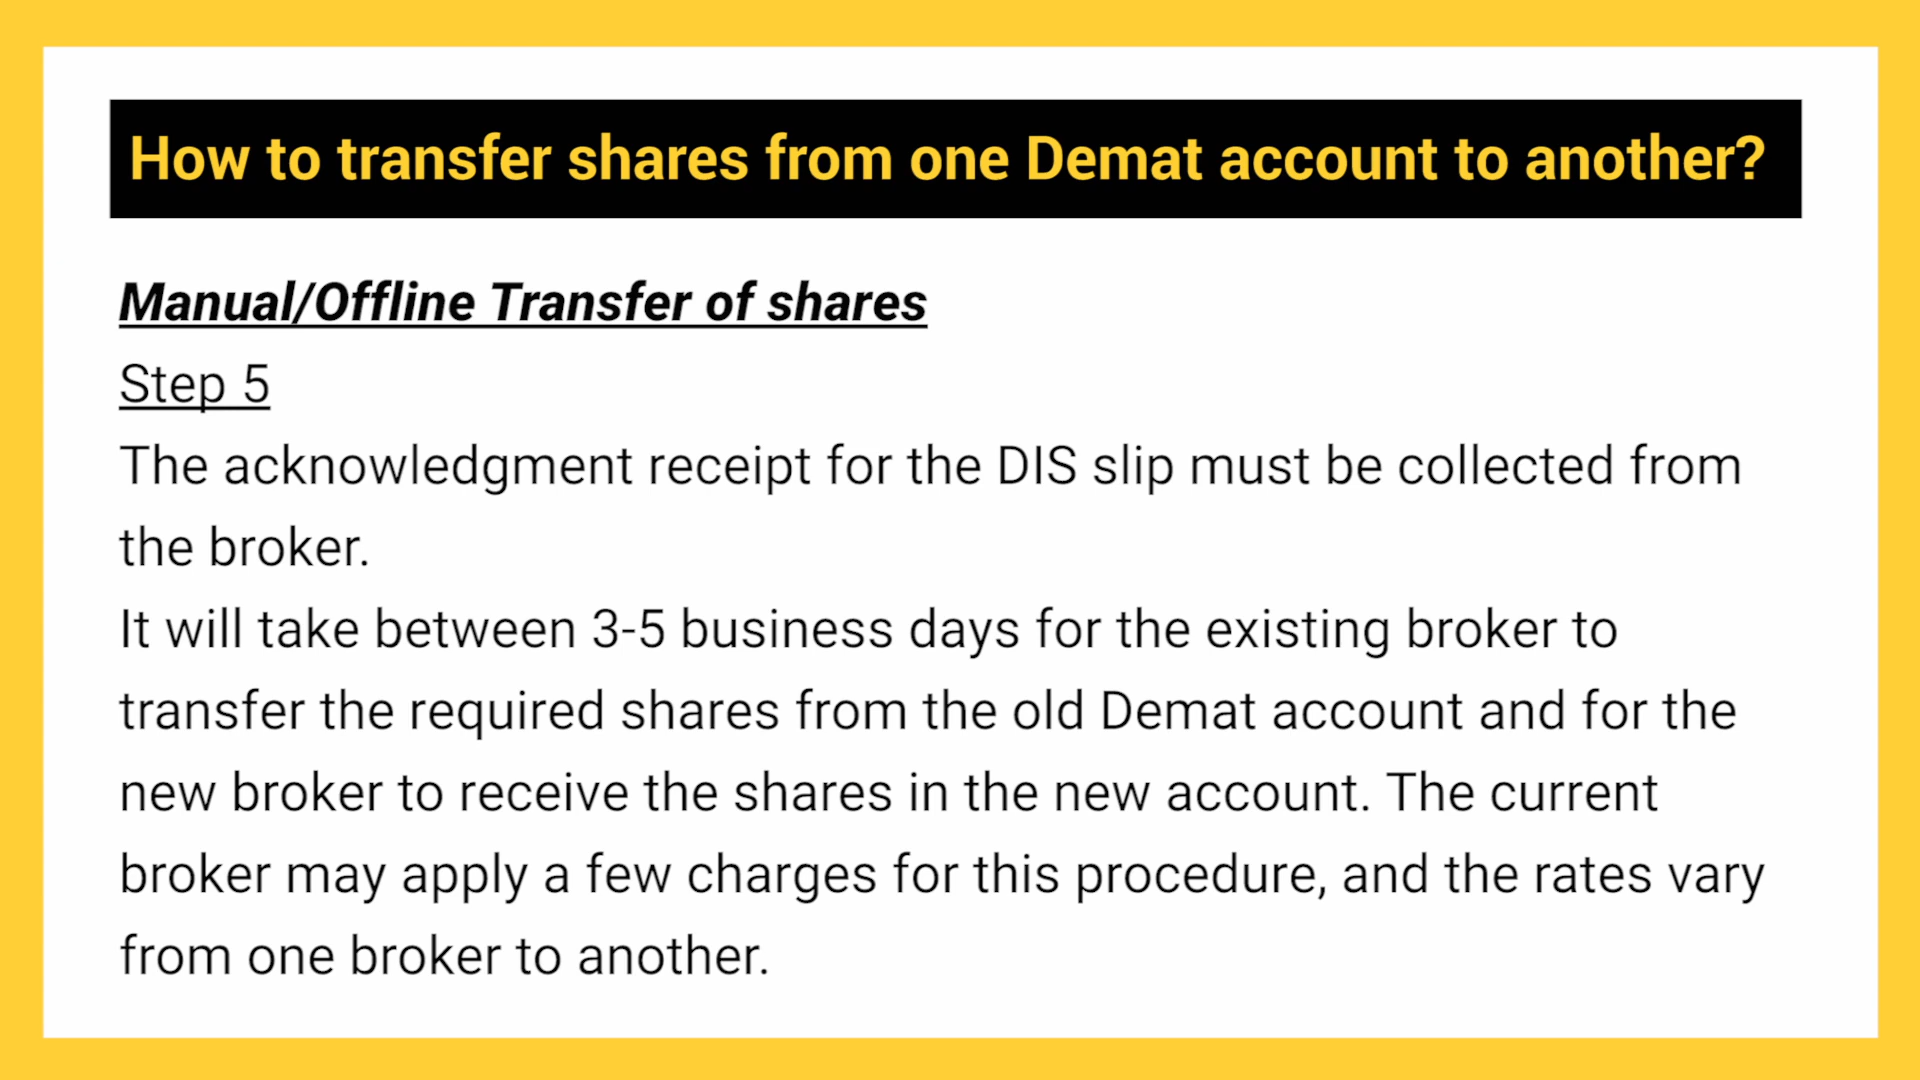 How to transfer shares from one Demat account to another?
Manual/Offline Transfer of shares
Step 5
The acknowledgment receipt for the DIS slip must be collected from
the broker.
It will take between 3-5 business days for the existing broker to
transfer the required shares from the old Demat account and for the
new broker to receive the shares in the new account. The current
broker may apply a few charges for this procedure, and the rates vary
from one broker to another.